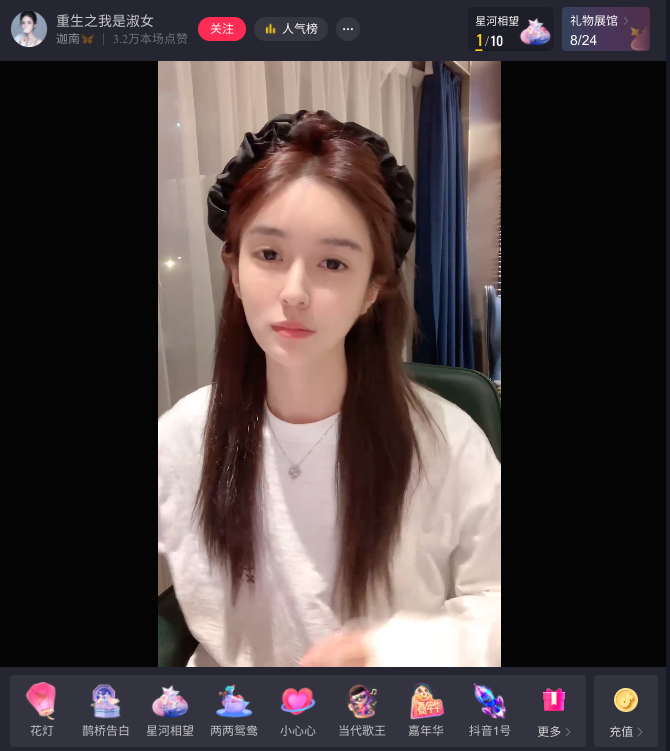 重生之我是淑女
迦南🦋 | 3.2万本场点赞
关注
人气榜
星河相望
1/10
礼物展馆
8/24
花灯
鹊桥告白
星河相望
两两鸳鸯
小心心
当代歌王
嘉年华
嘉年华
抖音1号
更多
充值